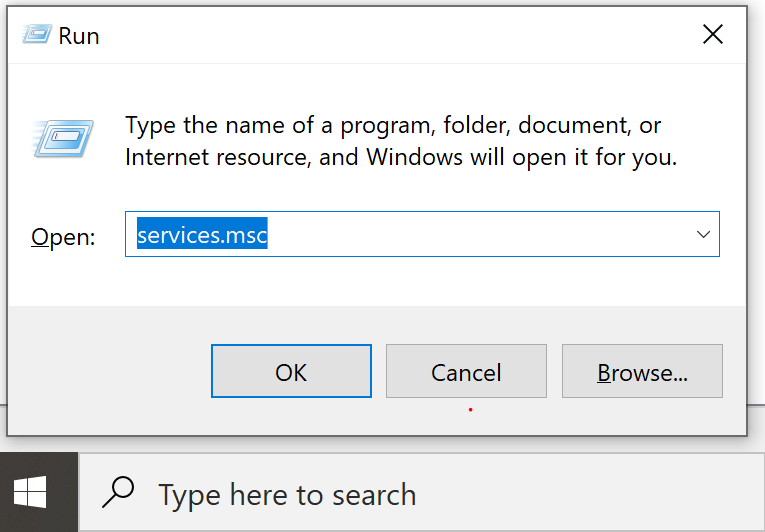 Run
Type the name of a program, folder, document, or
Internet resource, and Windows will open it for you.
Open: services.msc
OK Cancel Browse...
Type here to search